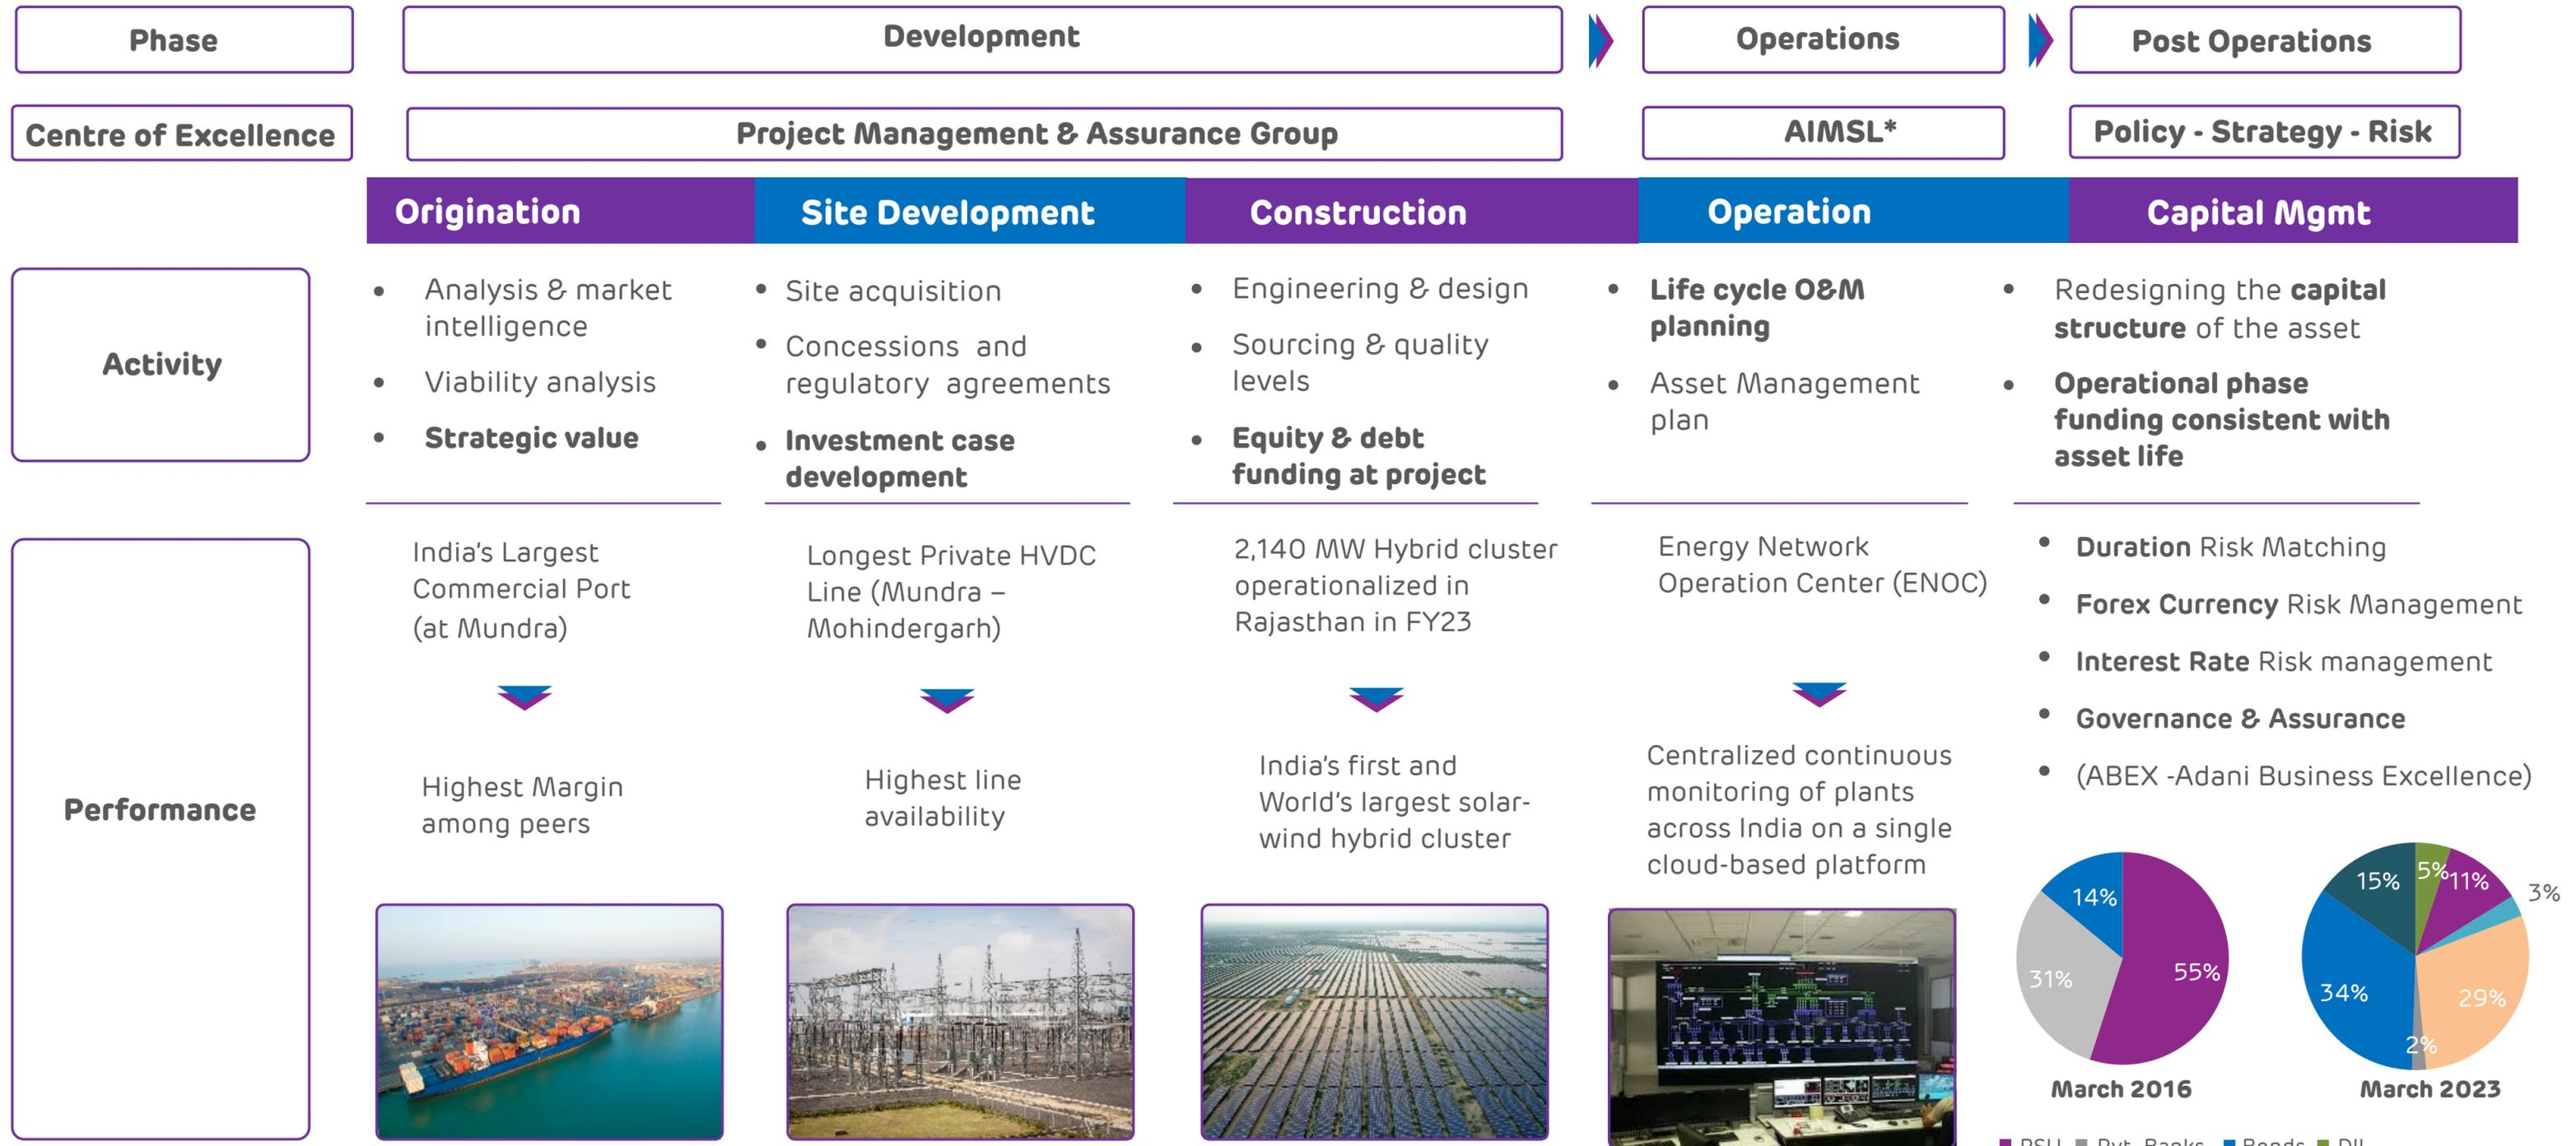 Phase
Development
Operations
Post Operations
Centre of Excellence
Project Management & Assurance Group
AIMSL*
Policy - Strategy - Risk
Origination
Site Development
Construction
Operation
Capital Mgmt
Activity
• Analysis & market
intelligence
• Viability analysis
• Strategic value
• Site acquisition
• Concessions and
regulatory agreements
• Investment case
development
• Engineering & design
• Sourcing & quality
levels
• Equity & debt
funding at project
• Life cycle O&M
planning
• Asset Management
plan
• Redesigning the capital
structure of the asset
• Operational phase
funding consistent with
asset life
Performance
India's Largest
Commercial Port
(at Mundra)
Highest Margin
among peers
Longest Private HVDC
Line (Mundra –
Mohindergarh)
Highest line
availability
2,140 MW Hybrid cluster
operationalized in
Rajasthan in FY23
India's first and
World's largest solar-
wind hybrid cluster
Energy Network
Operation Center (ENOC)
Centralized continuous
monitoring of plants
across India on a single
cloud-based platform
• Duration Risk Matching
• Forex Currency Risk Management
• Interest Rate Risk management
• Governance & Assurance
• (ABEX -Adani Business Excellence)
14%
31%
55%
March 2016
15%
5%
11%
3%
34%
29%
2%
March 2023
PSU Pvt. Banks Bonds DII